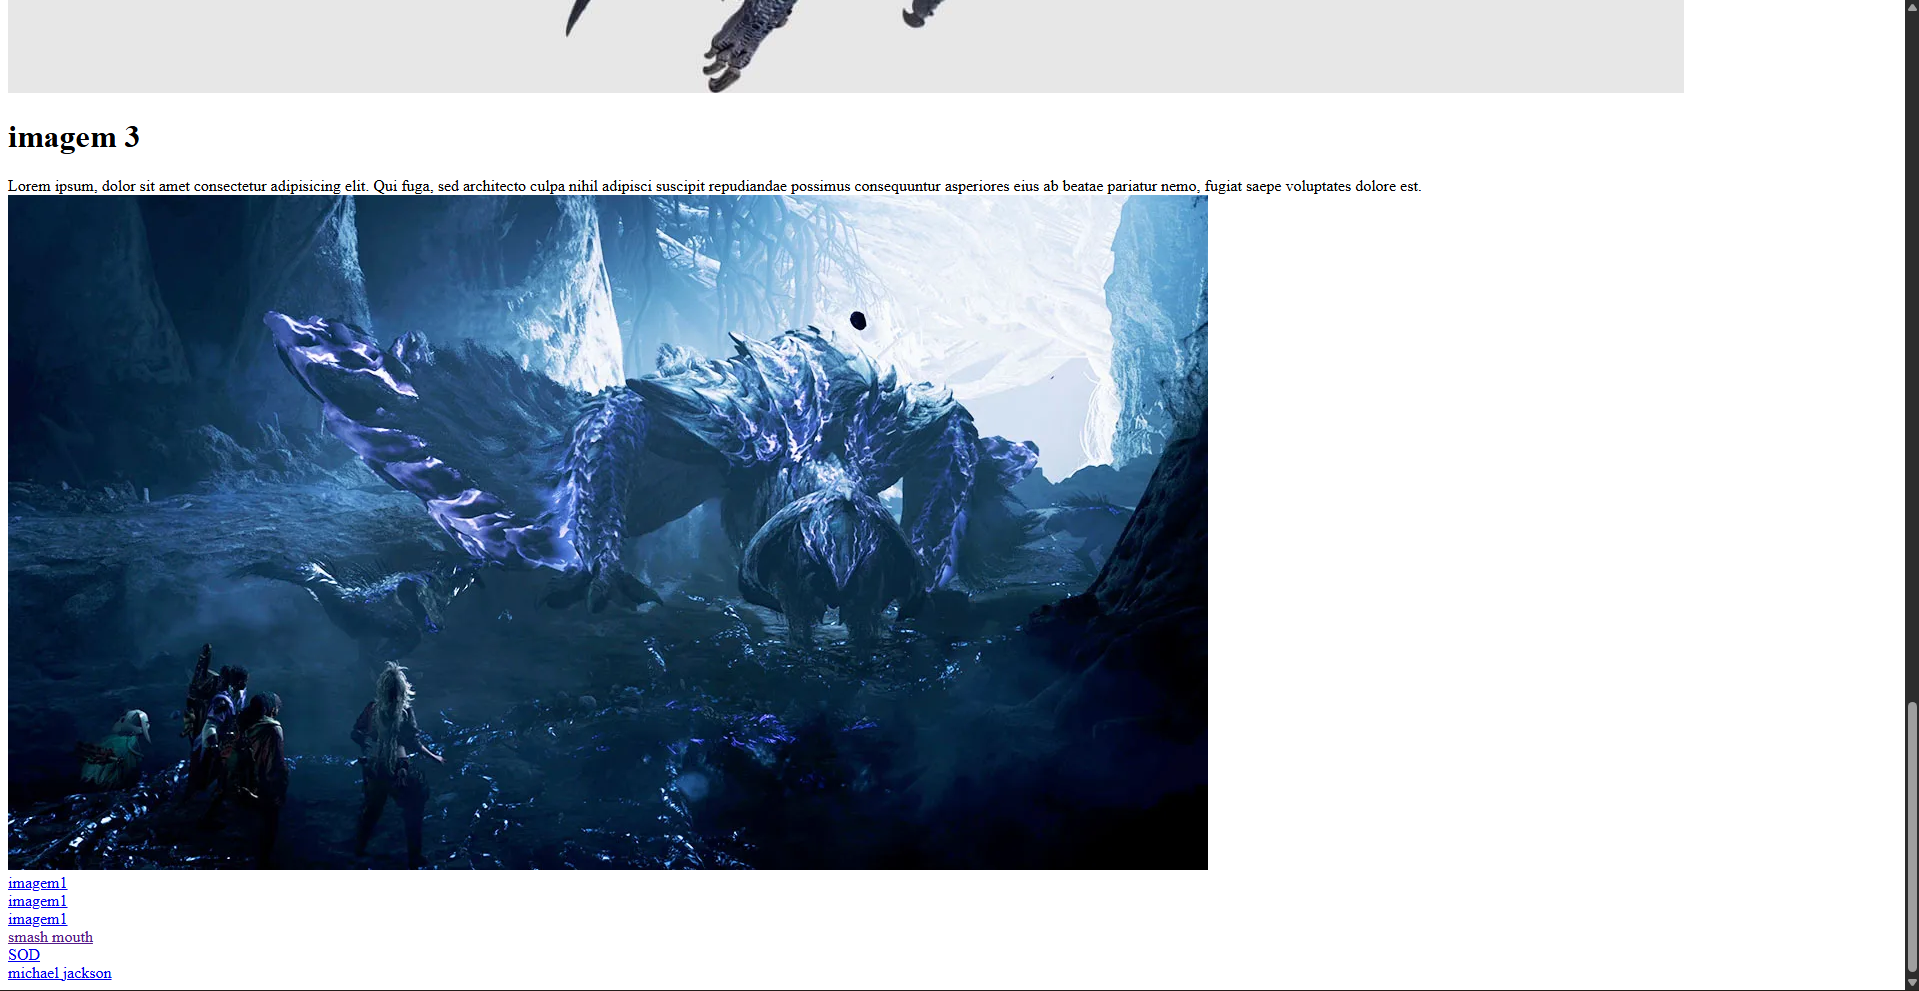 imagem 3
Lorem ipsum, dolor sit amet consectetur adipisicing elit. Qui fuga, sed architecto culpa nihil adipisci suscipit repudiandae possimus consequuntur asperiores eius ab beatae pariatur nemo, fugiat saepe voluptates dolore est.
imagem1
imagem1
imagem1
smash mouth
SOD
michael jackson